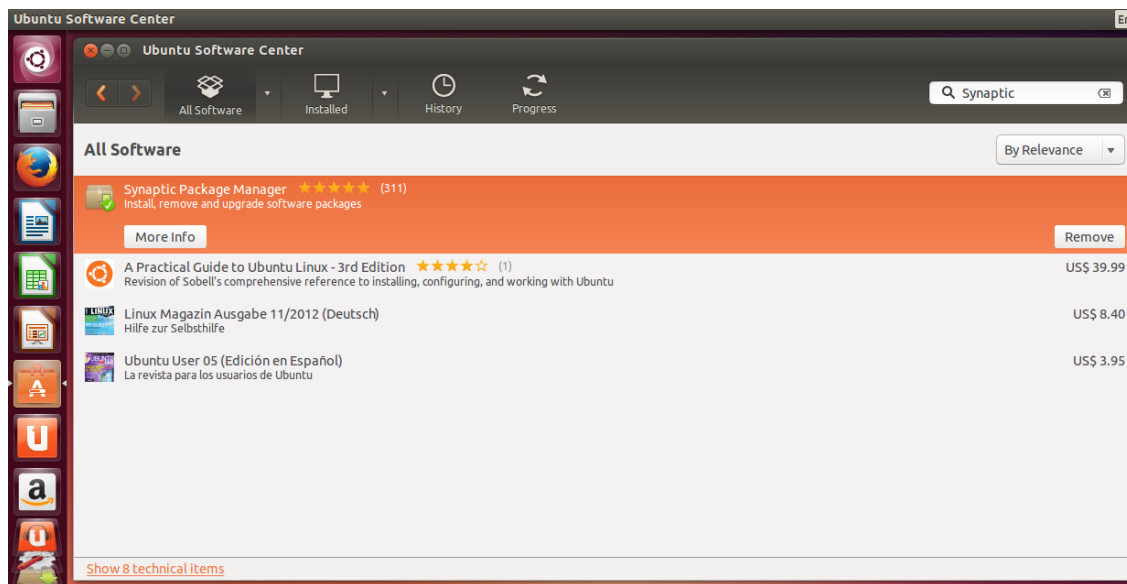 Ubuntu Software Center
Ubuntu Software Center
All Software
Installed
History
Progress
Synaptic
All Software
By Relevance
Synaptic Package Manager (311)
Install, remove and upgrade software packages
More Info
Remove
A Practical Guide to Ubuntu Linux - 3rd Edition (1)
US$ 39.99
Revision of Sobell's comprehensive reference to installing, configuring, and working with Ubuntu
Linux Magazin Ausgabe 11/2012 (Deutsch)
US$ 8.40
Hilfe zur Selbsthilfe
Ubuntu User 05 (Edición en Español)
US$ 3.95
La revista para los usuarios de Ubuntu
Show 8 technical items